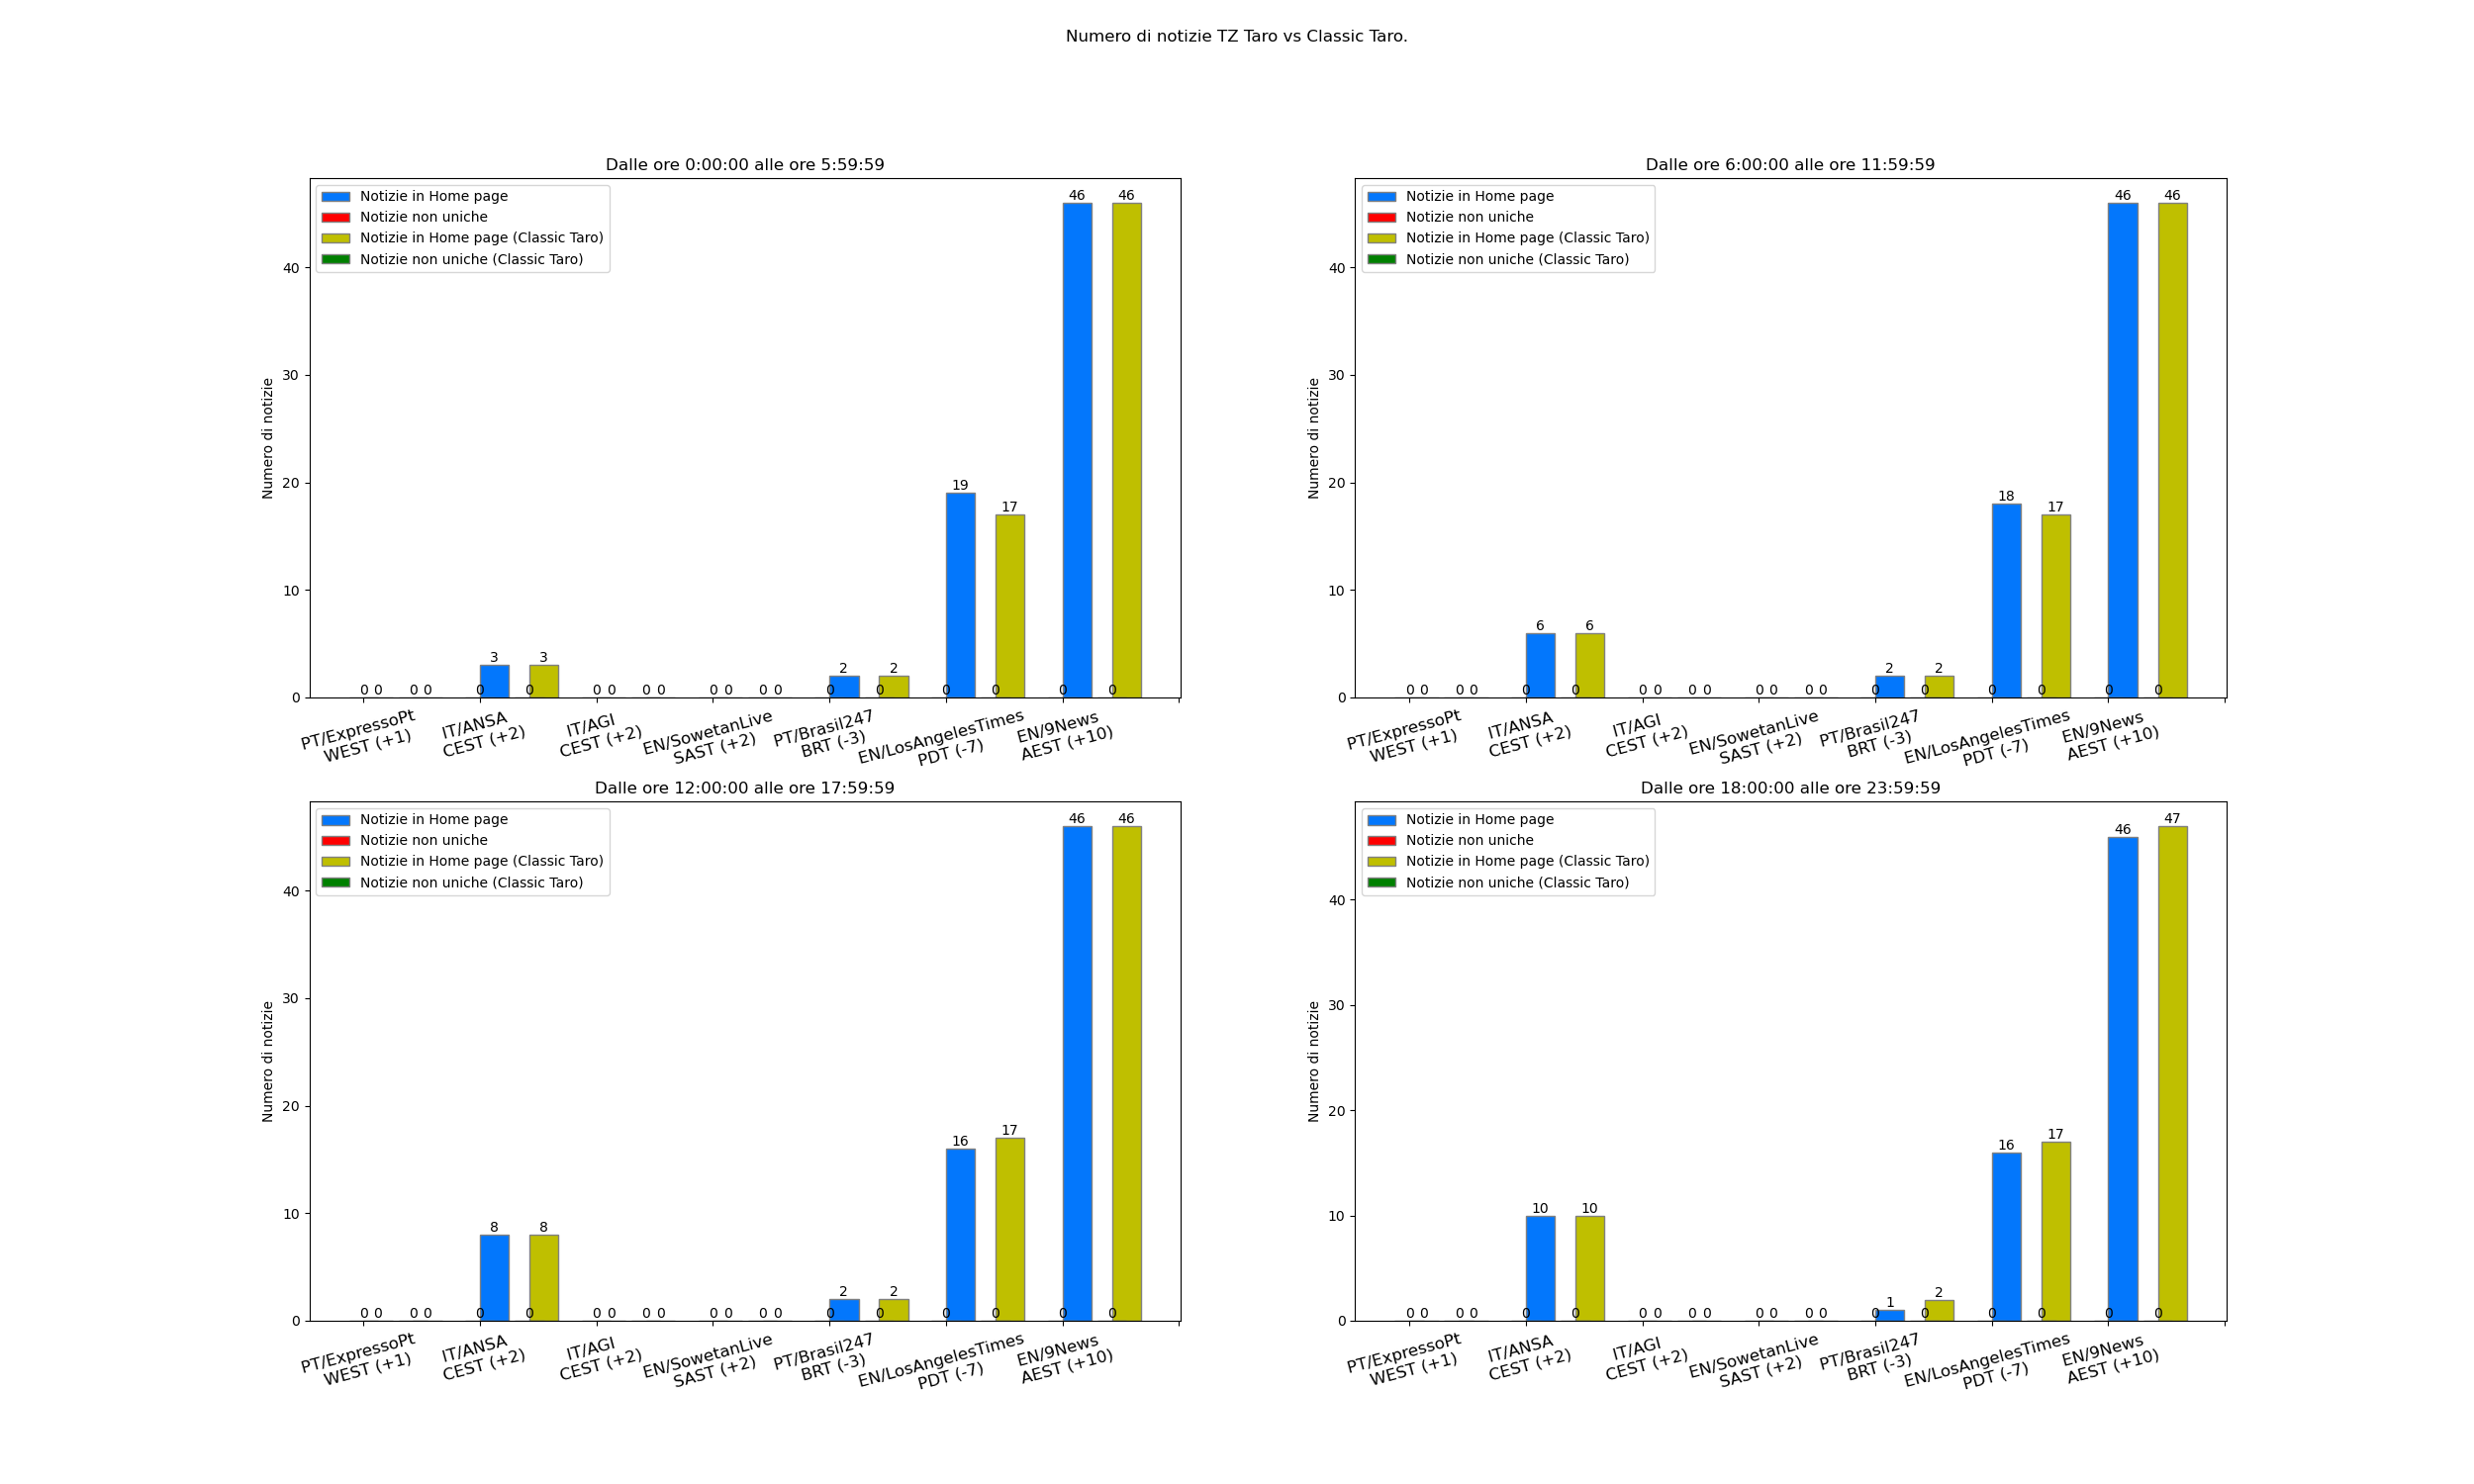 Numero di notizie TZ Taro vs Classic Taro.
Dalle ore 0:00:00 alle ore 5:59:59
Notizie in Home page
Notizie non uniche
Notizie in Home page (Classic Taro)
Notizie non uniche (Classic Taro)
Numero di notizie
40
30
20
10
0
46 46
19 17
3 3 2 2
0 0 0 0 0 0 0 0 0 0 0 0 0 0 0 0 0 0 0 0
PT/ExpressoPt
WEST (+1)
IT/ANSA
CEST (+2)
IT/AGI
CEST (+2)
EN/SowetanLive
SAST (+2)
PT/Brasil247
BRT (-3)
EN/LosAngelesTimes
PDT (-7)
EN/9News
AEST (+10)
Dalle ore 6:00:00 alle ore 11:59:59
Notizie in Home page
Notizie non uniche
Notizie in Home page (Classic Taro)
Notizie non uniche (Classic Taro)
Numero di notizie
40
30
20
10
0
46 46
18 17
6 6 2 2
0 0 0 0 0 0 0 0 0 0 0 0 0 0 0 0 0 0 0 0
PT/ExpressoPt
WEST (+1)
IT/ANSA
CEST (+2)
IT/AGI
CEST (+2)
EN/SowetanLive
SAST (+2)
PT/Brasil247
BRT (-3)
EN/LosAngelesTimes
PDT (-7)
EN/9News
AEST (+10)
Dalle ore 12:00:00 alle ore 17:59:59
Notizie in Home page
Notizie non uniche
Notizie in Home page (Classic Taro)
Notizie non uniche (Classic Taro)
Numero di notizie
40
30
20
10
0
46 46
16 17
8 8 2 2
0 0 0 0 0 0 0 0 0 0 0 0 0 0 0 0 0 0 0 0
PT/ExpressoPt
WEST (+1)
IT/ANSA
CEST (+2)
IT/AGI
CEST (+2)
EN/SowetanLive
SAST (+2)
PT/Brasil247
BRT (-3)
EN/LosAngelesTimes
PDT (-7)
EN/9News
AEST (+10)
Dalle ore 18:00:00 alle ore 23:59:59
Notizie in Home page
Notizie non uniche
Notizie in Home page (Classic Taro)
Notizie non uniche (Classic Taro)
Numero di notizie
40
30
20
10
0
46 47
16 17
10 10 1 2
0 0 0 0 0 0 0 0 0 0 0 0 0 0 0 0 0 0 0 0
PT/ExpressoPt
WEST (+1)
IT/ANSA
CEST (+2)
IT/AGI
CEST (+2)
EN/SowetanLive
SAST (+2)
PT/Brasil247
BRT (-3)
EN/LosAngelesTimes
PDT (-7)
EN/9News
AEST (+10)